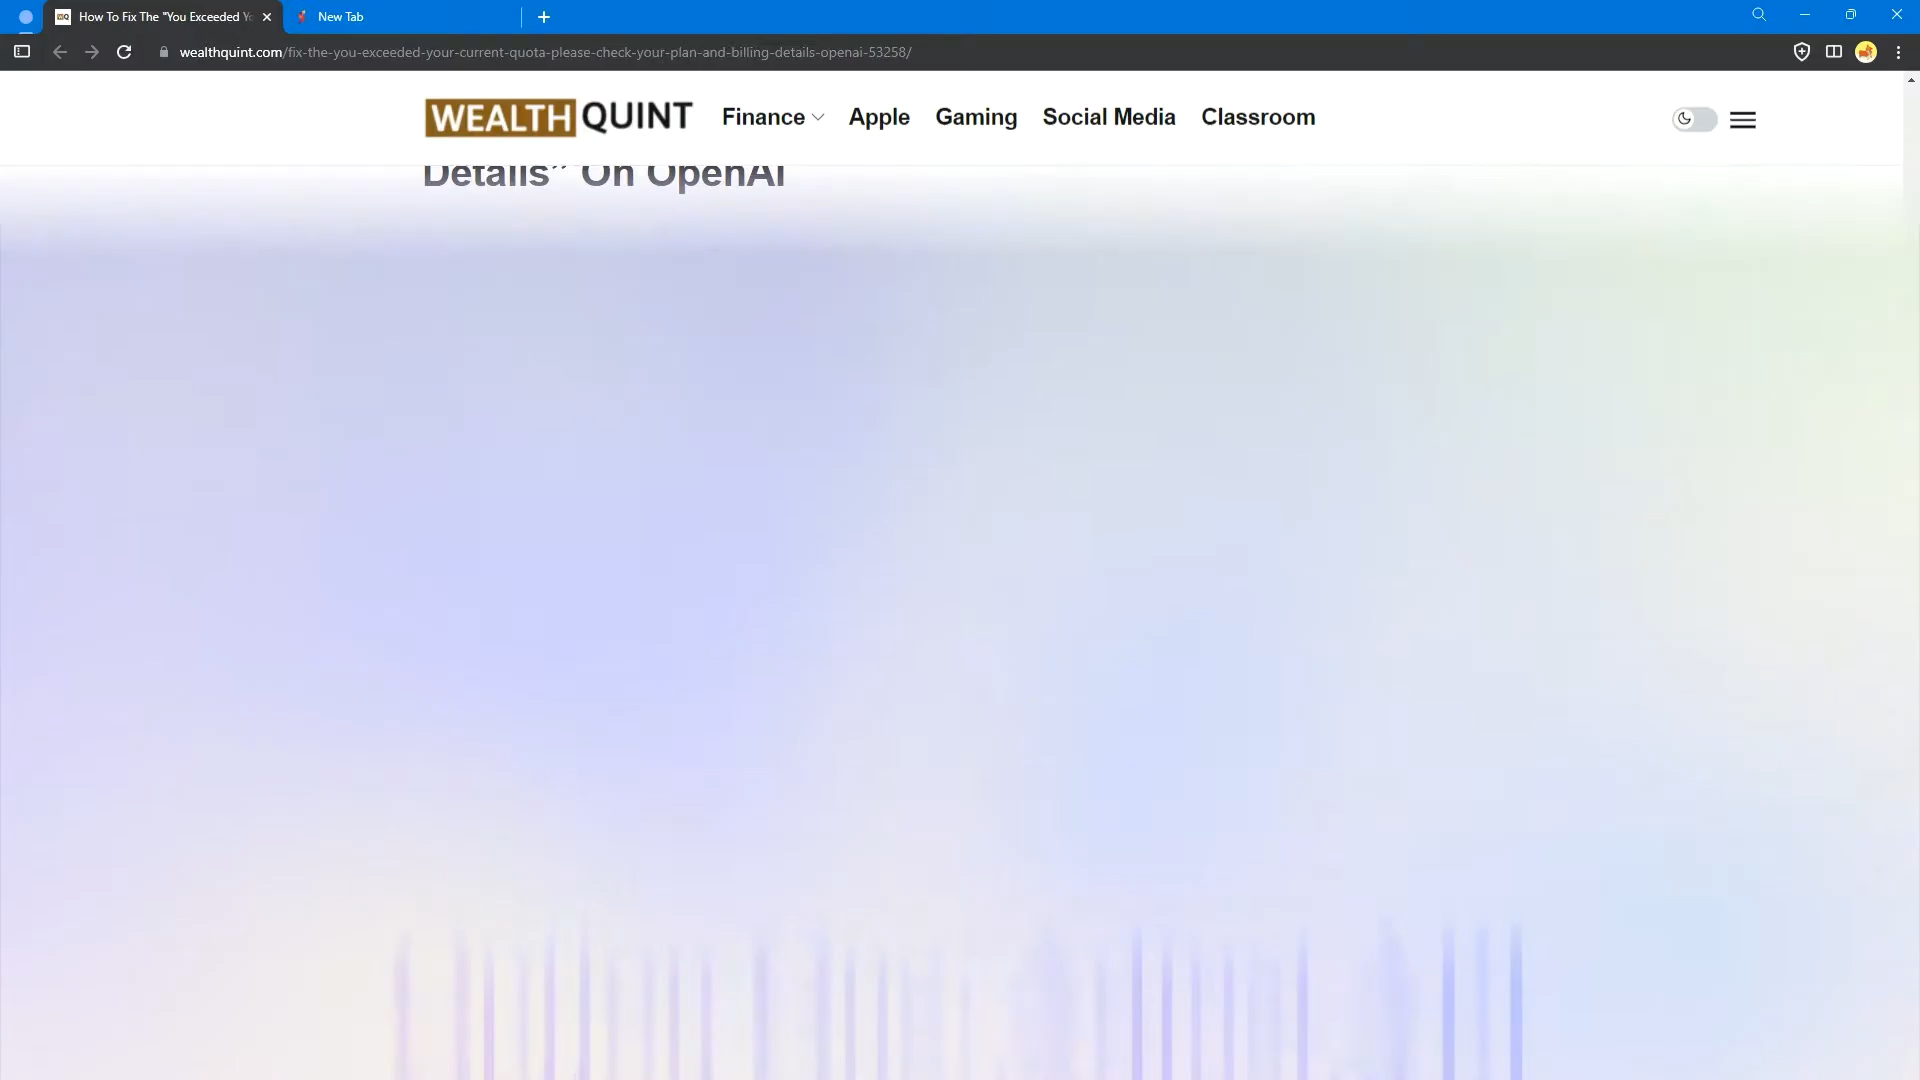 How To Fix The "You Exceeded Yo
New Tab
wealthquint.com/fix-the-you-exceeded-your-current-quota-please-check-your-plan-and-billing-details-openai-53258/
WEALTH QUINT
Finance
Apple
Gaming
Social Media
Classroom
Details” On OpenAI